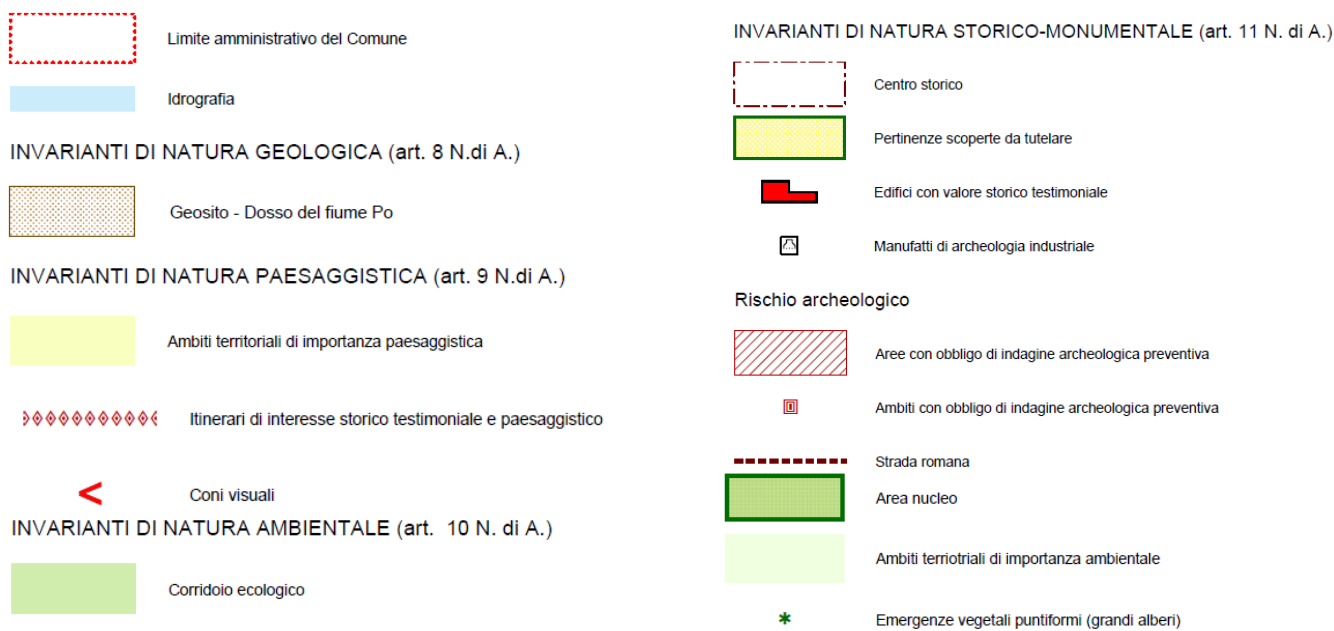 Limite amministrativo del Comune
Idrografia
INVARIANTI DI NATURA GEOLOGICA (art. 8 N.di A.)
Geosito - Dosso del fiume Po
INVARIANTI DI NATURA PAESAGGISTICA (art. 9 N.di A.)
Ambiti territoriali di importanza paesaggistica
Itinerari di interesse storico testimoniale e paesaggistico
Coni visuali
INVARIANTI DI NATURA AMBIENTALE (art. 10 N. di A.)
Corridoio ecologico
INVARIANTI DI NATURA STORICO-MONUMENTALE (art. 11 N. di A.)
Centro storico
Pertinenze scoperte da tutelare
Edifici con valore storico testimoniale
Manufatti di archeologia industriale
Rischio archeologico
Aree con obbligo di indagine archeologica preventiva
Ambiti con obbligo di indagine archeologica preventiva
Strada romana
Area nucleo
Ambiti terriotriali di importanza ambientale
Emergenze vegetali puntiformi (grandi alberi)